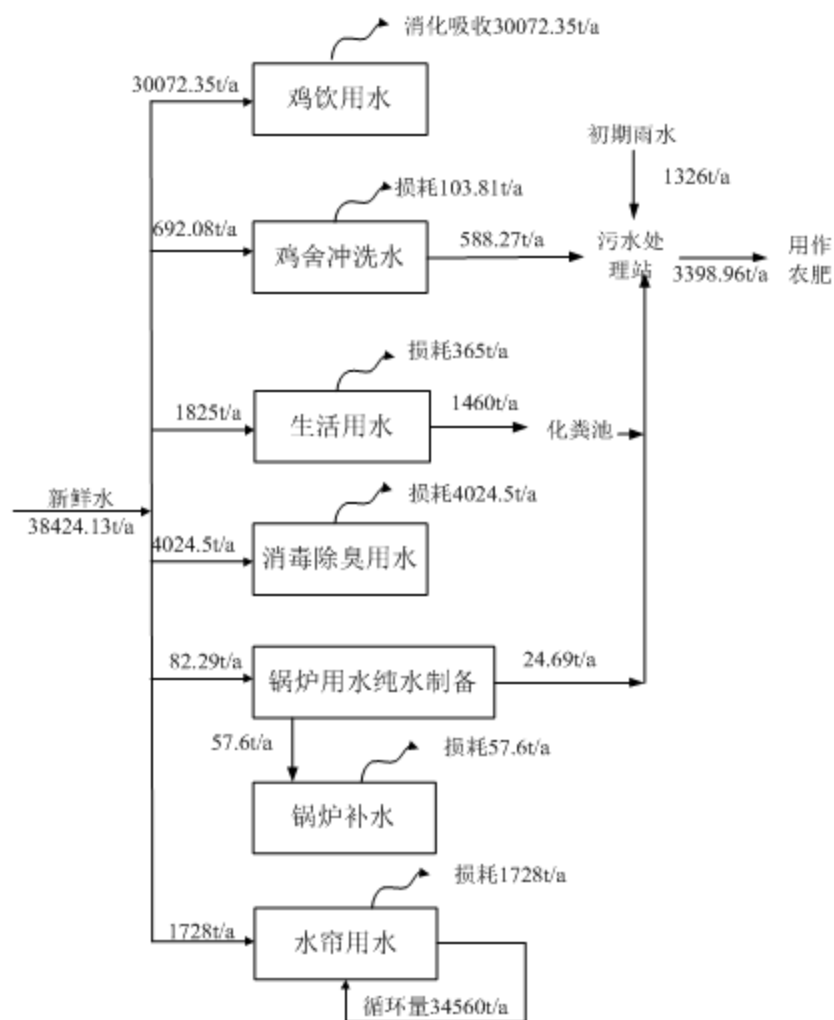 消化吸收30072.35t/a
30072.35t/a
鸡饮用水
初期雨水
1326t/a
损耗103.81t/a
692.08t/a
鸡舍冲洗水
588.27t/a
污水处
理站
3398.96t/a
用作
农肥
损耗365t/a
1825t/a
生活用水
1460t/a
化粪池
新鲜水
38424.13t/a
损耗4024.5t/a
4024.5t/a
消毒除臭用水
82.29t/a
锅炉用水纯水制备
24.69t/a
57.6t/a
损耗57.6t/a
锅炉补水
损耗1728t/a
1728t/a
水帘用水
循环量34560t/a